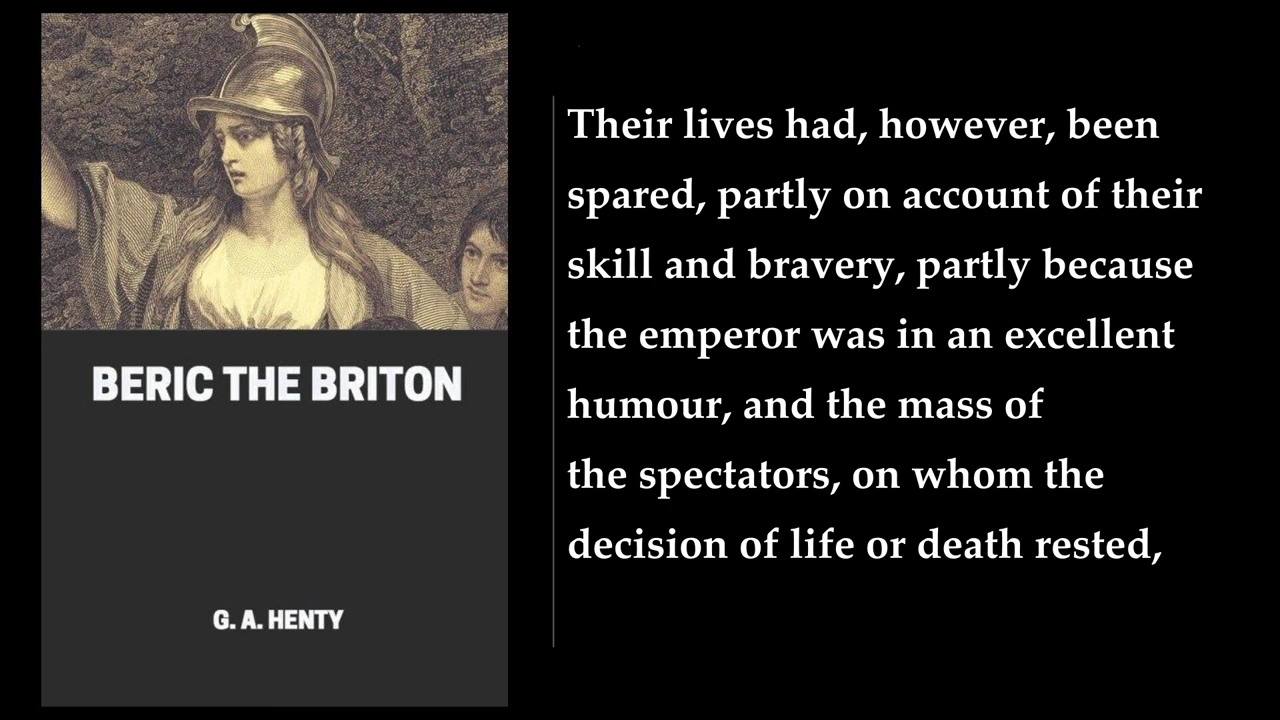 BERIC THE BRITON
G. A. HENTY
Their lives had, however, been
spared, partly on account of their
skill and bravery, partly because
the emperor was in an excellent
humour, and the mass of
the spectators, on whom the
decision of life or death rested,